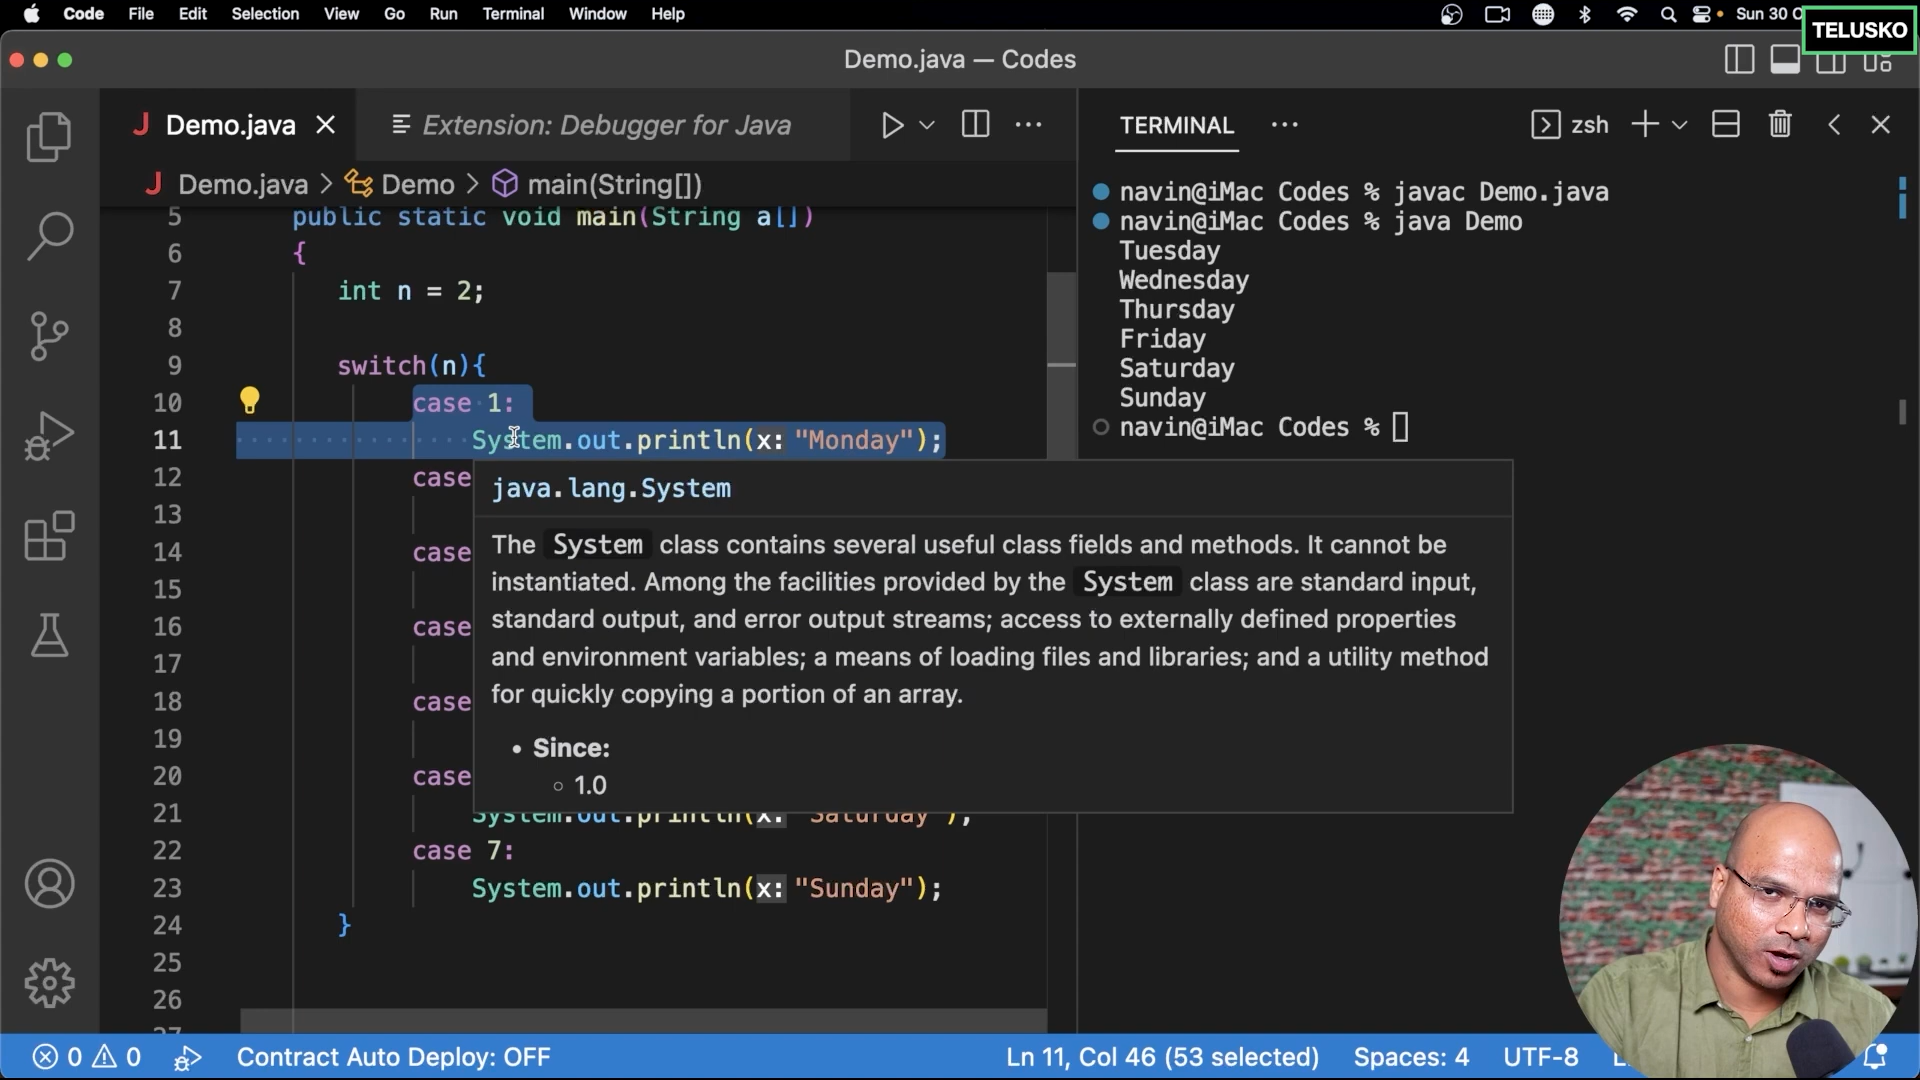 Code File Edit Selection View Go Run Terminal Window Help Sun 30 O
TELUSKO
Demo.java — Codes
Demo.java Extension: Debugger for Java
Demo.java > Demo > main(String[])
5 public static void main(String a[])
6 {
7 int n = 2;
8
9 switch(n){
10 case 1:
11 System.out.println(x: "Monday");
12 case
13
14 case
15
16 case
17
18 case
19
20 case
21 System.out.println(x: "Saturday");
22 case 7:
23 System.out.println(x: "Sunday");
24 }
25
26
27
java.lang.System
The System class contains several useful class fields and methods. It cannot be
instantiated. Among the facilities provided by the System class are standard input,
standard output, and error output streams; access to externally defined properties
and environment variables; a means of loading files and libraries; and a utility method
for quickly copying a portion of an array.
• Since:
◦ 1.0
TERMINAL ··· zsh
navin@iMac Codes % javac Demo.java
navin@iMac Codes % java Demo
Tuesday
Wednesday
Thursday
Friday
Saturday
Sunday
navin@iMac Codes %
0 0 Contract Auto Deploy: OFF Ln 11, Col 46 (53 selected) Spaces: 4 UTF-8 L